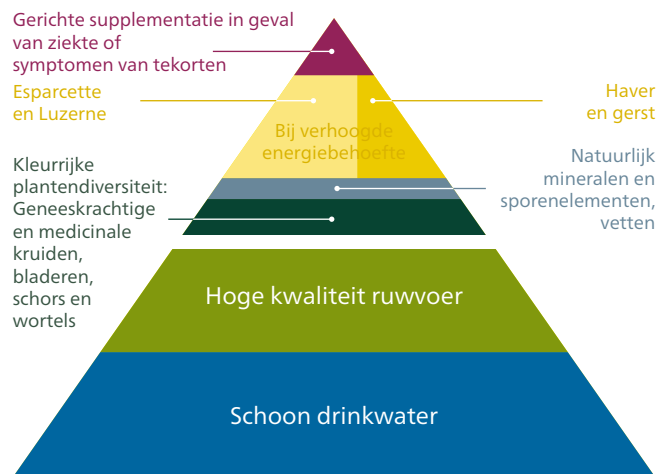 Gerichte supplementatie in geval
van ziekte of
symptomen van tekorten
Esparcette
en Luzerne
Haver
en gerst
Bij verhoogde
energiebehoefte
Kleurrijke
plantendiversiteit:
Geneeskrachtige
en medicinale
kruiden,
bladeren,
schors en
wortels
Natuurlijk
mineralen en
sporenelementen,
vetten
Hoge kwaliteit ruwvoer
Schoon drinkwater